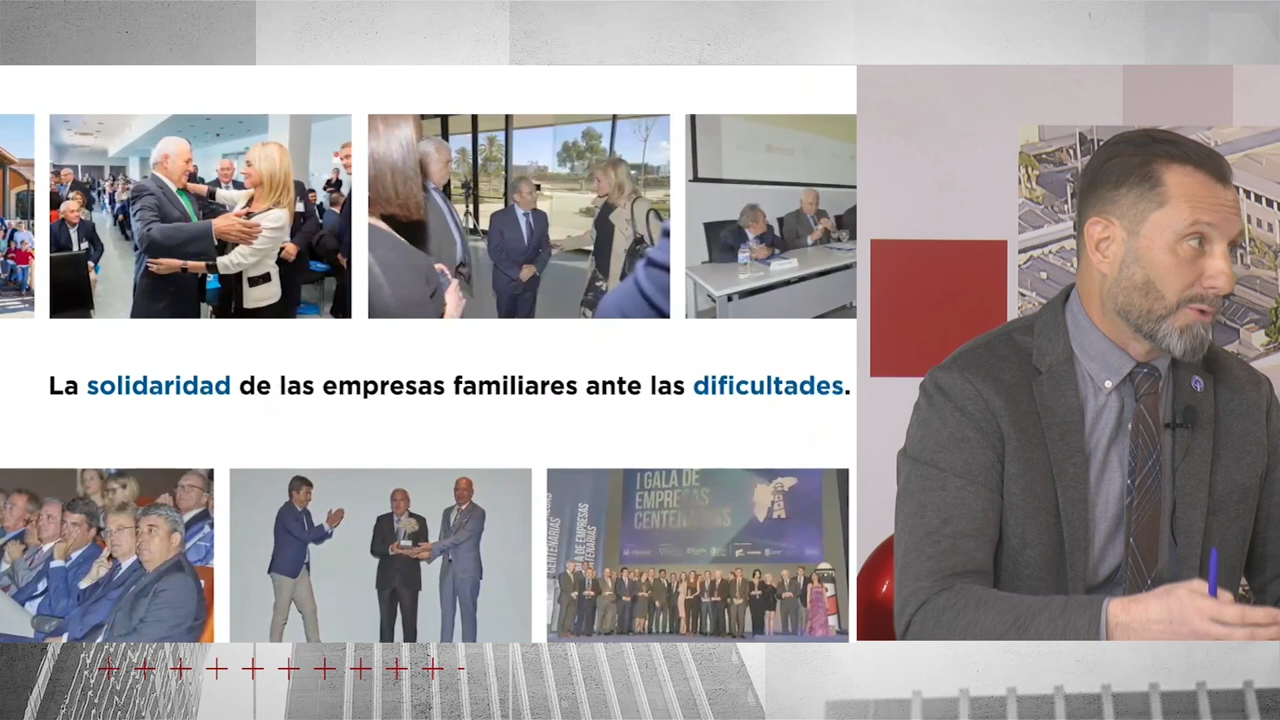 La solidaridad de las empresas familiares ante las dificultades.
I GALA DE
EMPRESAS
CENTENARIAS